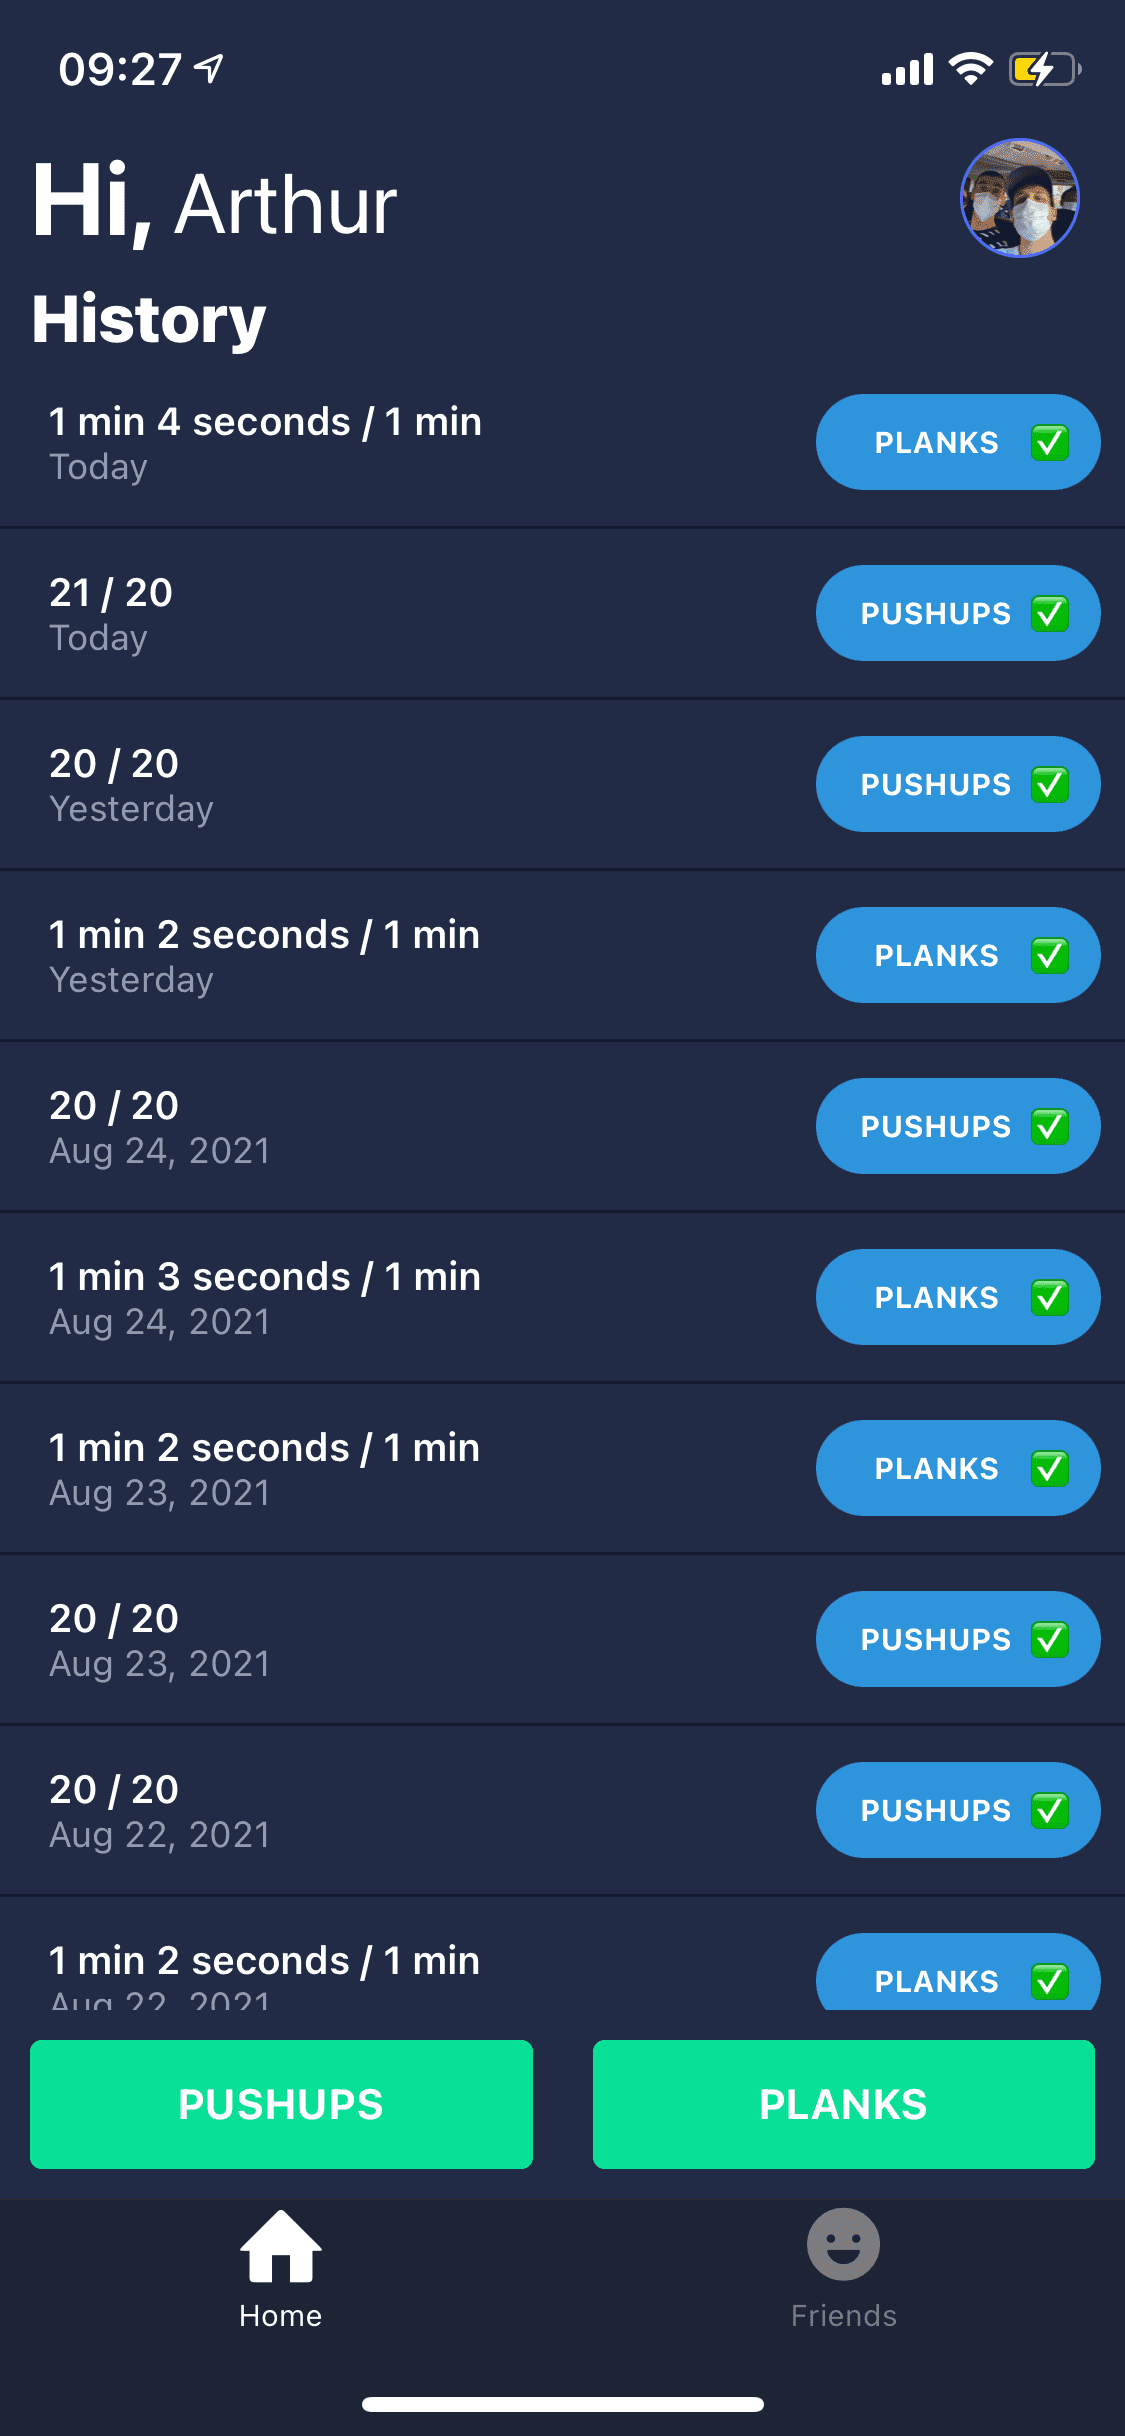 09:27
Hi, Arthur
History
1 min 4 seconds / 1 min
Today
PLANKS ✅
21 / 20
Today
PUSHUPS ✅
20 / 20
Yesterday
PUSHUPS ✅
1 min 2 seconds / 1 min
Yesterday
PLANKS ✅
20 / 20
Aug 24, 2021
PUSHUPS ✅
1 min 3 seconds / 1 min
Aug 24, 2021
PLANKS ✅
1 min 2 seconds / 1 min
Aug 23, 2021
PLANKS ✅
20 / 20
Aug 23, 2021
PUSHUPS ✅
20 / 20
Aug 22, 2021
PUSHUPS ✅
1 min 2 seconds / 1 min
Aug 22, 2021
PLANKS ✅
PUSHUPS
PLANKS
Home
Friends